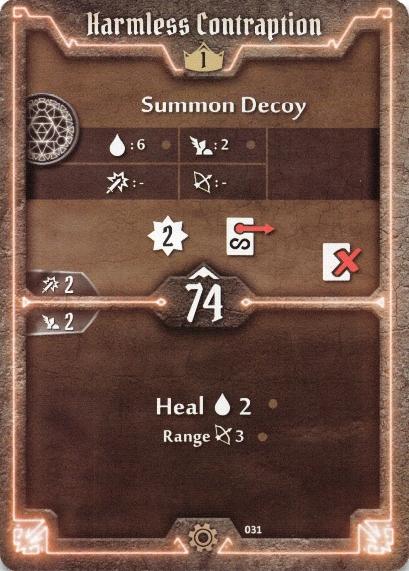 Harmless Contraption
1
Summon Decoy
: 6 : 2
: - : -
2
2
74
2
Heal 2
Range 3
031